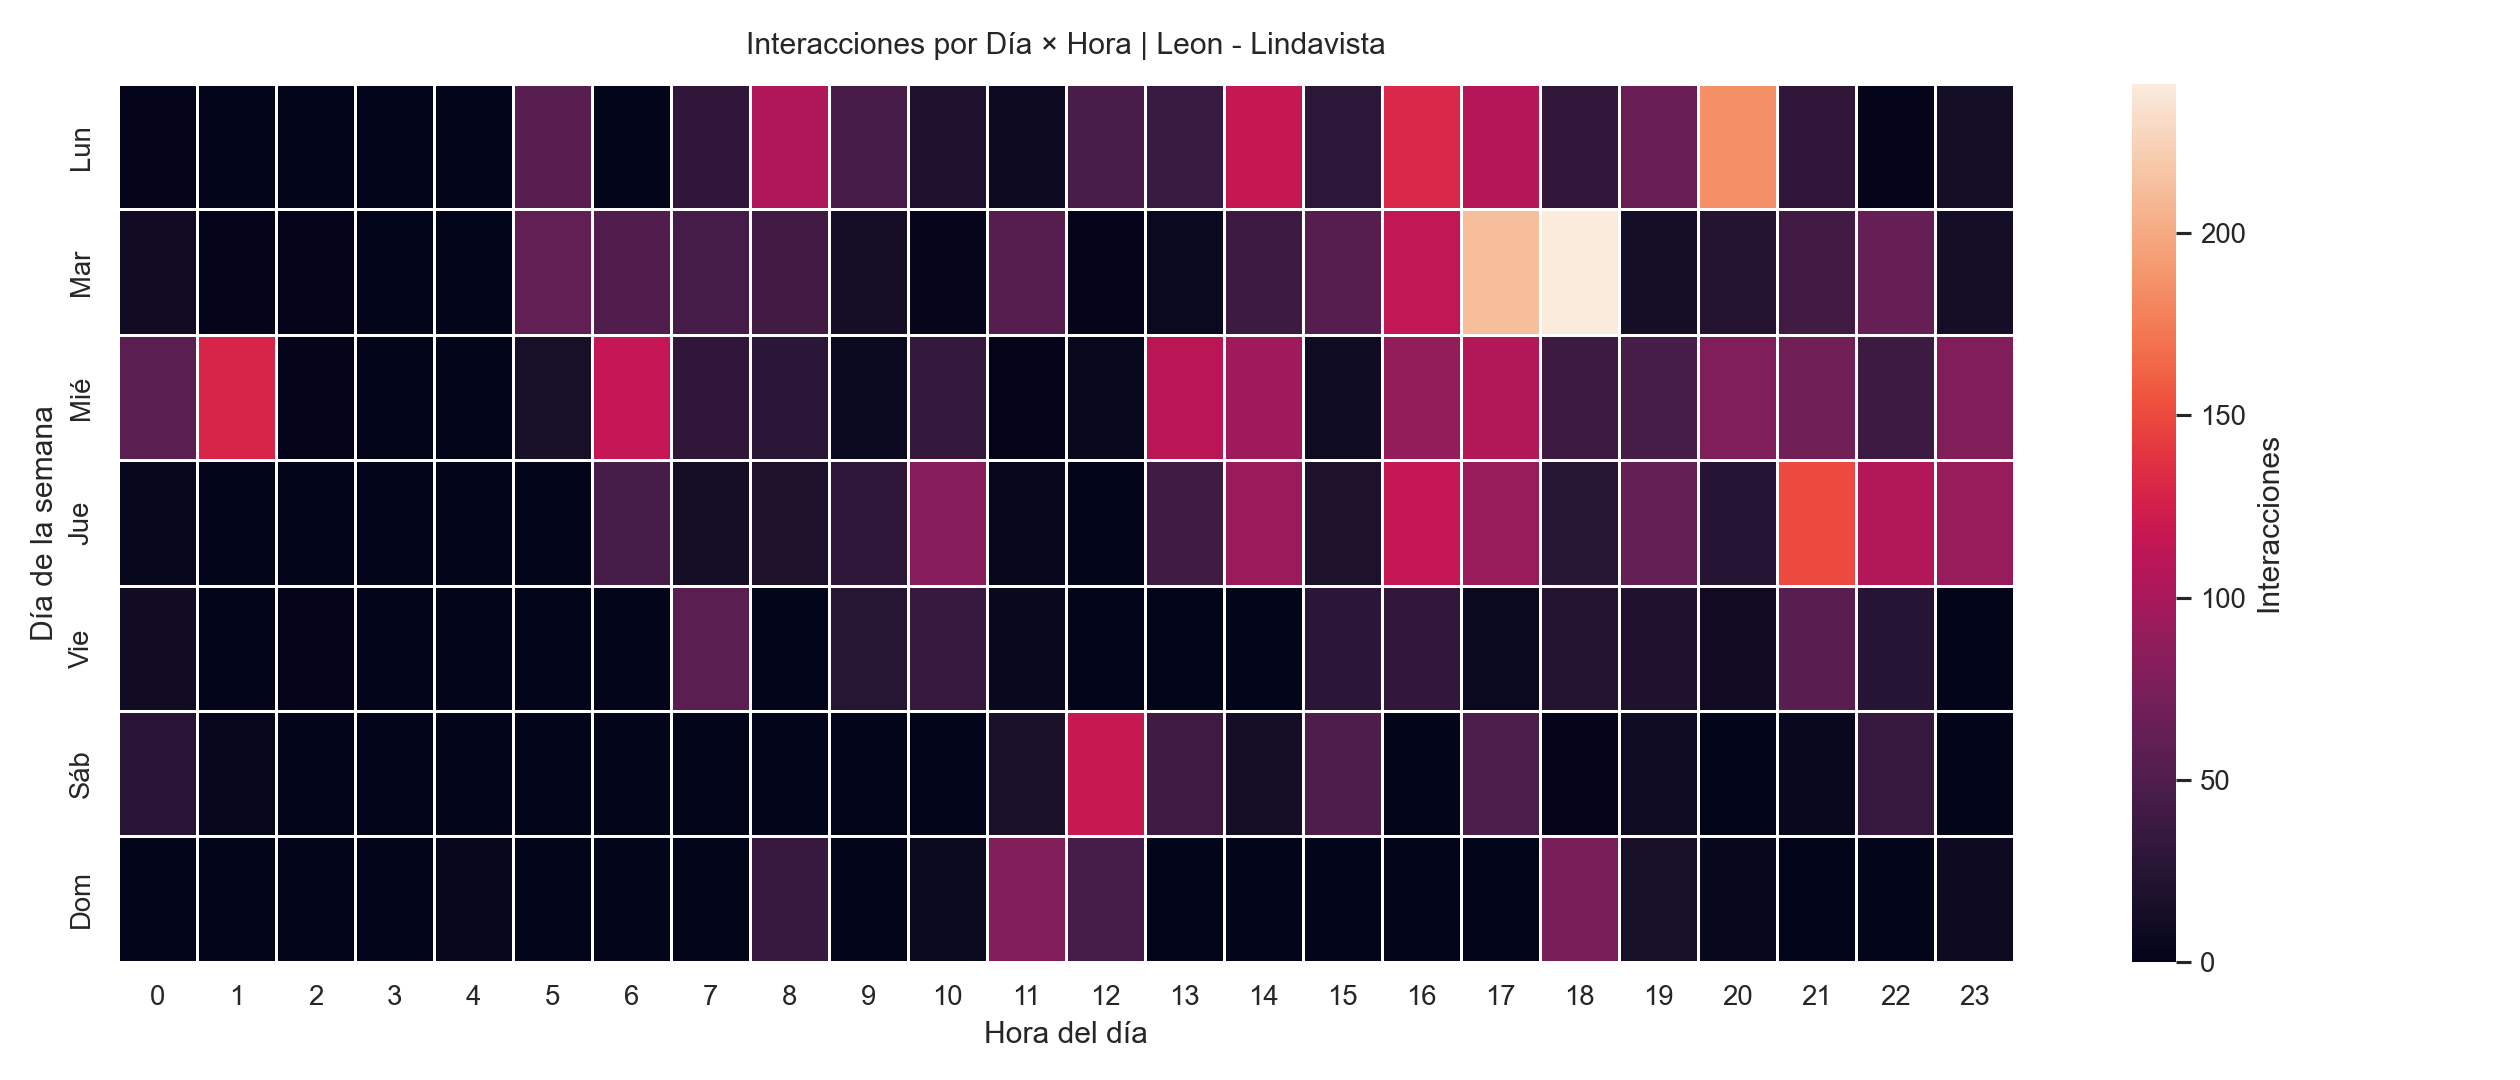 Interacciones por Día × Hora | Leon - Lindavista
Día de la semana
Lun
Mar
Mié
Jue
Vie
Sáb
Dom
0 1 2 3 4 5 6 7 8 9 10 11 12 13 14 15 16 17 18 19 20 21 22 23
Hora del día
200
150
100
50
0
Interacciones